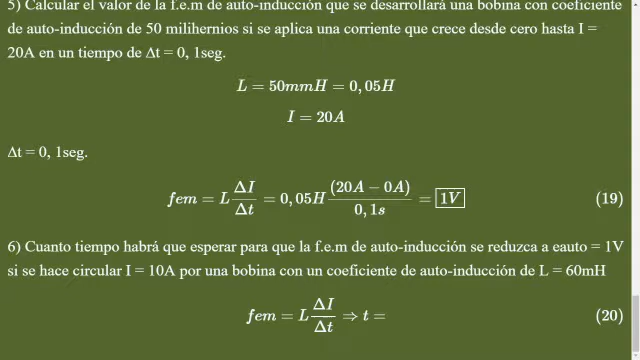 5) Calcular el valor de la f.e.m de auto-inducción que se desarrollará una bobina con coeficiente
de auto-inducción de 50 milihernios si se aplica una corriente que crece desde cero hasta I =
20A en un tiempo de Δt = 0, 1seg.
L = 50mmH = 0, 05H
I = 20A
Δt = 0, 1seg.
fem = L ΔI/Δt = 0, 05H (20A − 0A)/0, 1s = 1V (19)
6) Cuanto tiempo habrá que esperar para que la f.e.m de auto-inducción se reduzca a eauto = 1V
si se hace circular I = 10A por una bobina con un coeficiente de auto-inducción de L = 60mH
fem = L ΔI/Δt ⇒ t = (20)